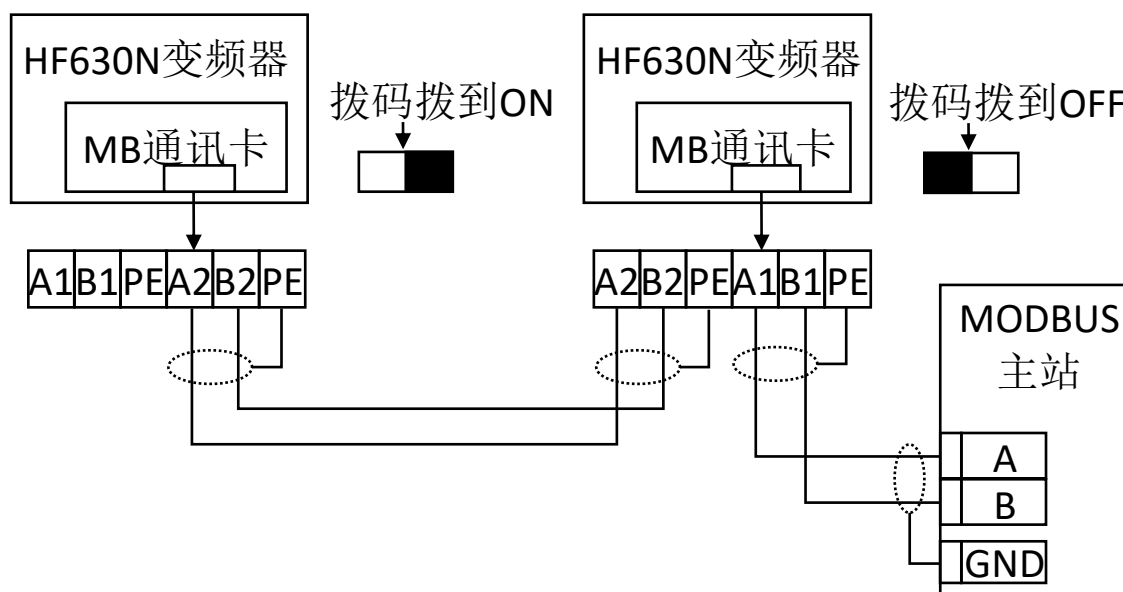 HF630N变频器
MB通讯卡
拨码拨到ON
HF630N变频器
MB通讯卡
拨码拨到OFF
A1 B1 PE A2 B2 PE
A2 B2 PE A1 B1 PE
MODBUS
主站
A
B
GND